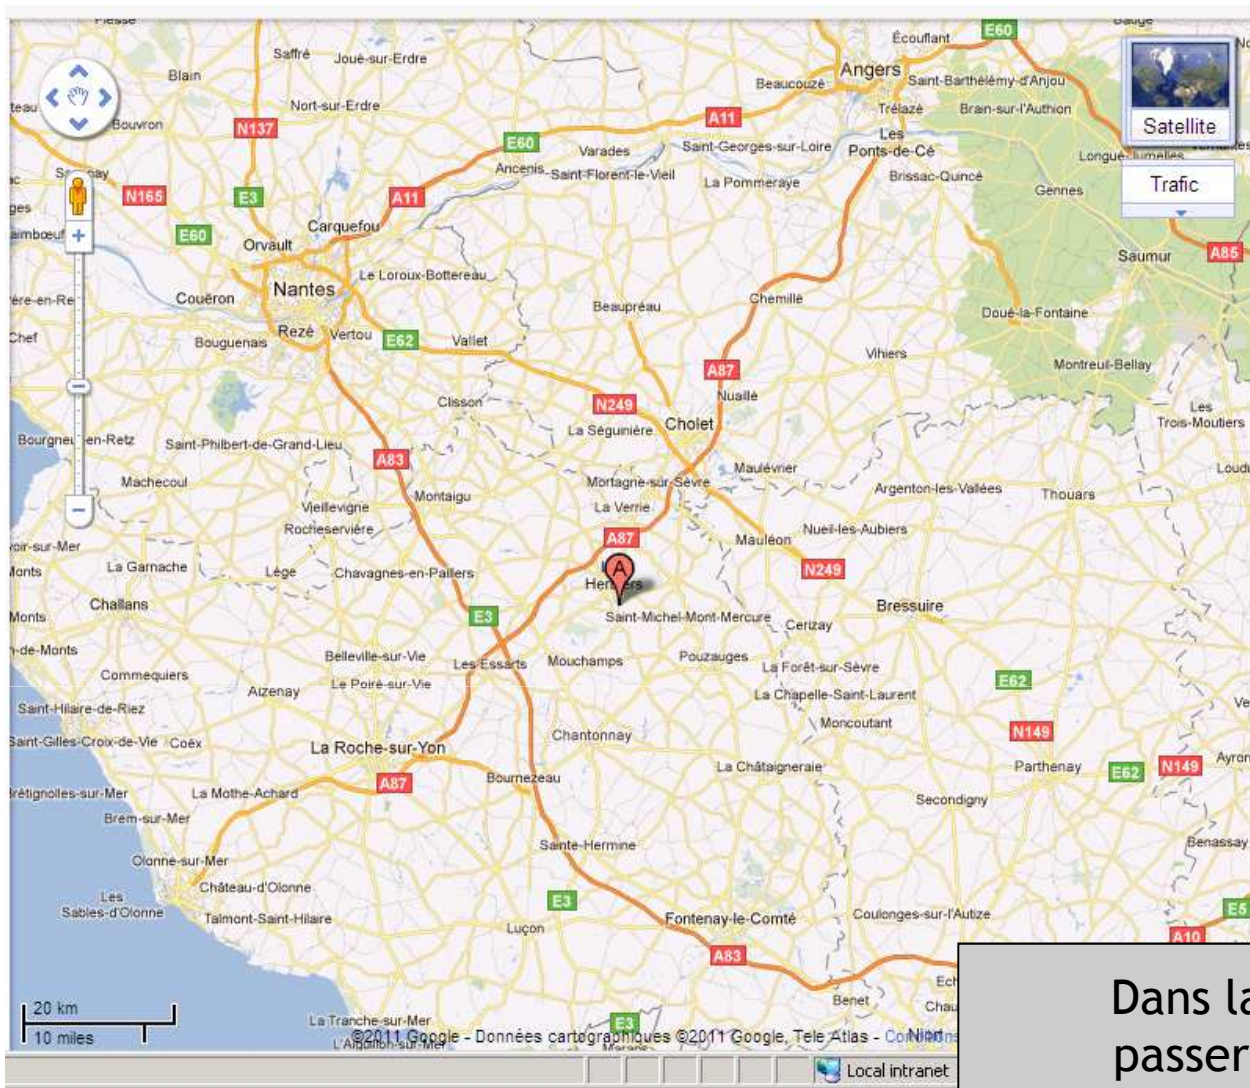 Écouflant
E60
Saffré
Joué-sur-Erdre
Blain
Angers
Beaucouzé
Saint-Barthélemy-d'Anjou
Satellite
Nort-sur-Erdre
Bouvron
N137
A11
Trélazé
Brain-sur-l'Authion
Les
Ponts-de-Cé
E60
Varades
Saint-Georges-sur-Loire
Longué-Jumelles
Ancenis
Saint-Florent-le-Vieil
La Pommeraye
Brissac-Quincé
Gennes
Trafic
N165
E3
A11
Carquefou
E60
Orvault
Saumur
A85
Le Loroux-Bottereau
Nantes
Couëron
Beaupréau
Chemillé
Doué-la-Fontaine
Rezé
Vertou
E62
Vallet
Bouguenais
Vihiers
Montreuil-Bellay
A87
Nuaillé
Clisson
N249
Les
Trois-Moutiers
Cholet
La Séguinière
Saint-Philbert-de-Grand-Lieu
A83
Maulévrier
Machecoul
Mortagne-sur-Sèvre
Argenton-les-Vallées
Thouars
Montaigu
Vieillevigne
La Verrie
Rocheservière
Nueil-les-Aubiers
A87
Mauléon
La Garnache
Legé
Chavagnes-en-Paillers
A
N249
Challans
E3
Saint-Michel-Mont-Mercure
Bressuire
Cerizay
Belleville-sur-Vie
Les Essarts
Mouchamps
Pouzauges
La Forêt-sur-Sèvre
Commequiers
Aizenay
Le Poiré-sur-Vie
E62
La Chapelle-Saint-Laurent
Saint-Hilaire-de-Riez
Moncoutant
N149
Saint-Gilles-Croix-de-Vie
Coëx
La Roche-sur-Yon
Chantonnay
La Châtaigneraie
Parthenay
E62
N149
A87
Bournezeau
Brétignolles-sur-Mer
La Mothe-Achard
Secondigny
Brem-sur-Mer
Sainte-Hermine
Benassay
Olonne-sur-Mer
Château-d'Olonne
Les
Sables-d'Olonne
Talmont-Saint-Hilaire
E3
Luçon
Fontenay-le-Comté
Coulonges-sur-l'Autize
E5
A10
A83
Benet
20 km
10 miles
La Tranche-sur-Mer
E3
©2011 Google - Données cartographiques ©2011 Google, Tele Atlas -
Niort
Local intranet
Dans la
passer